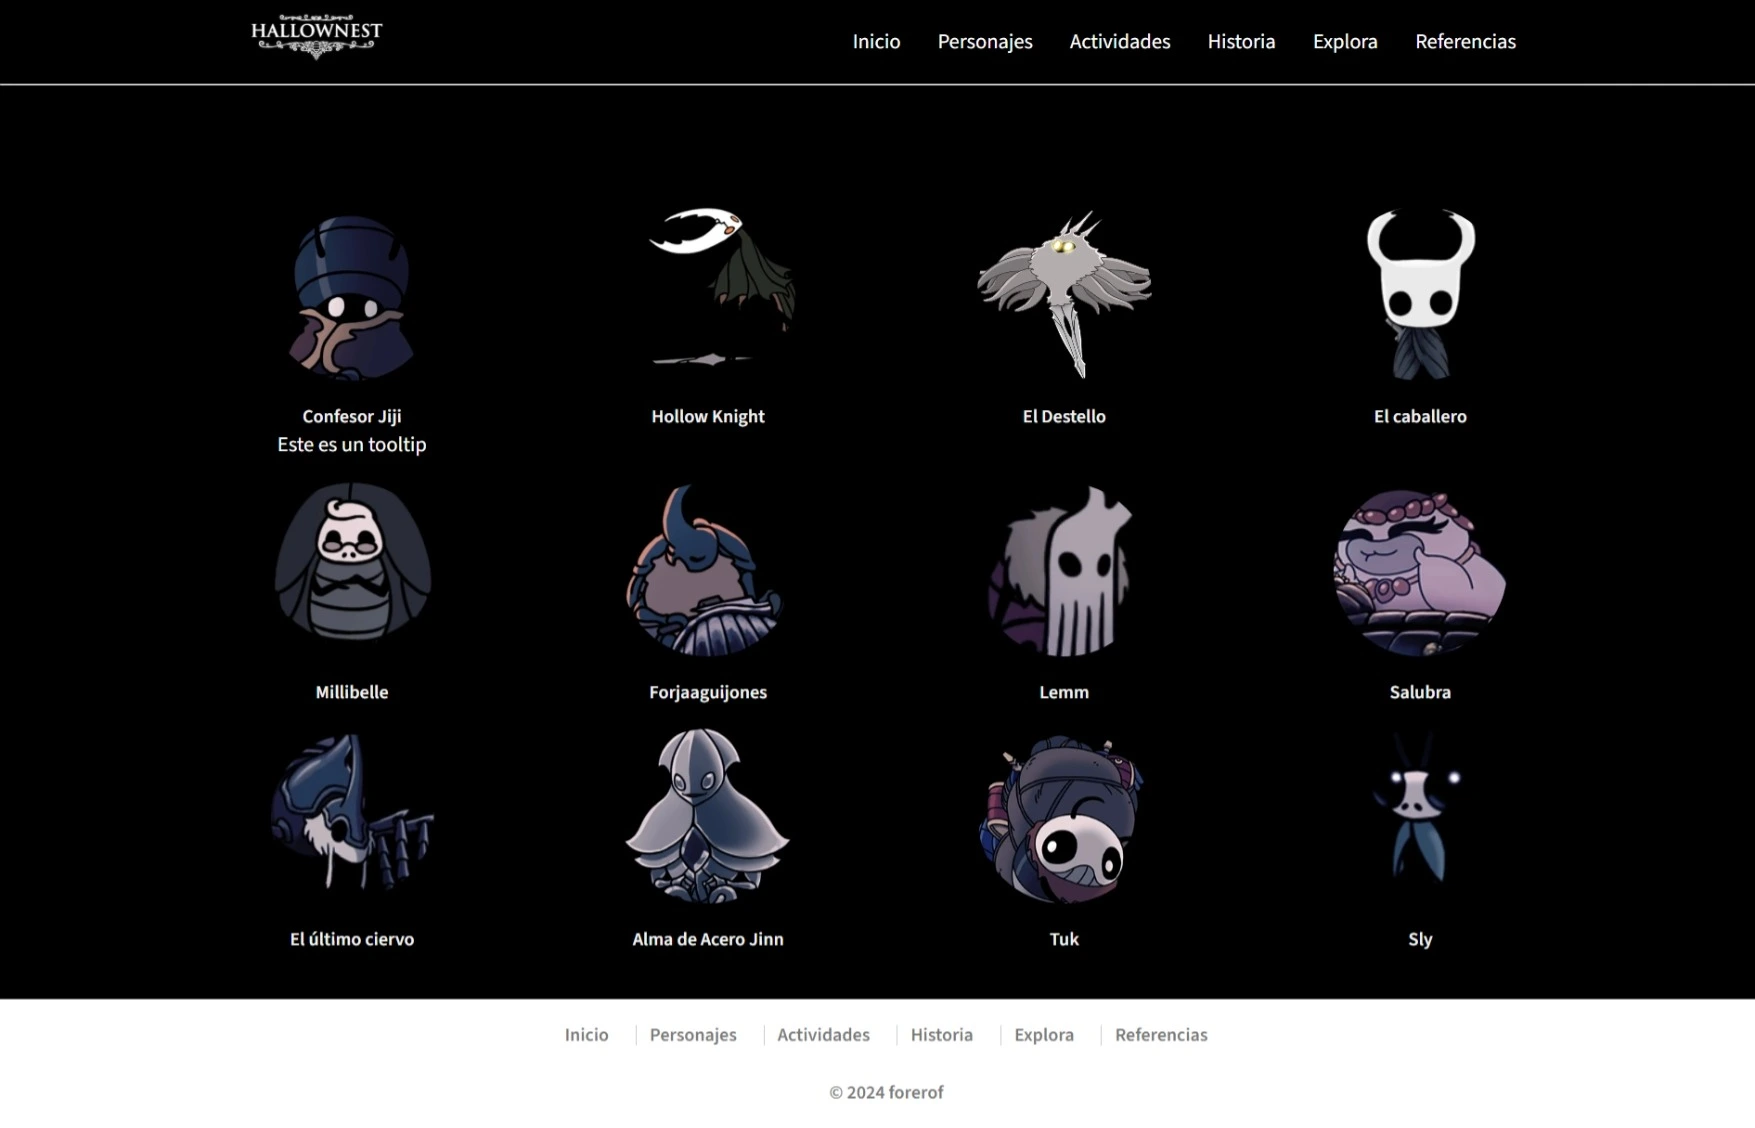 HALLOWNEST
Inicio Personajes Actividades Historia Explora Referencias
Confesor Jiji Hollow Knight El Destello El caballero
Este es un tooltip
Millibelle Forjaaguijones Lemm Salubra
El último ciervo Alma de Acero Jinn Tuk Sly
Inicio Personajes Actividades Historia Explora Referencias
© 2024 forerof